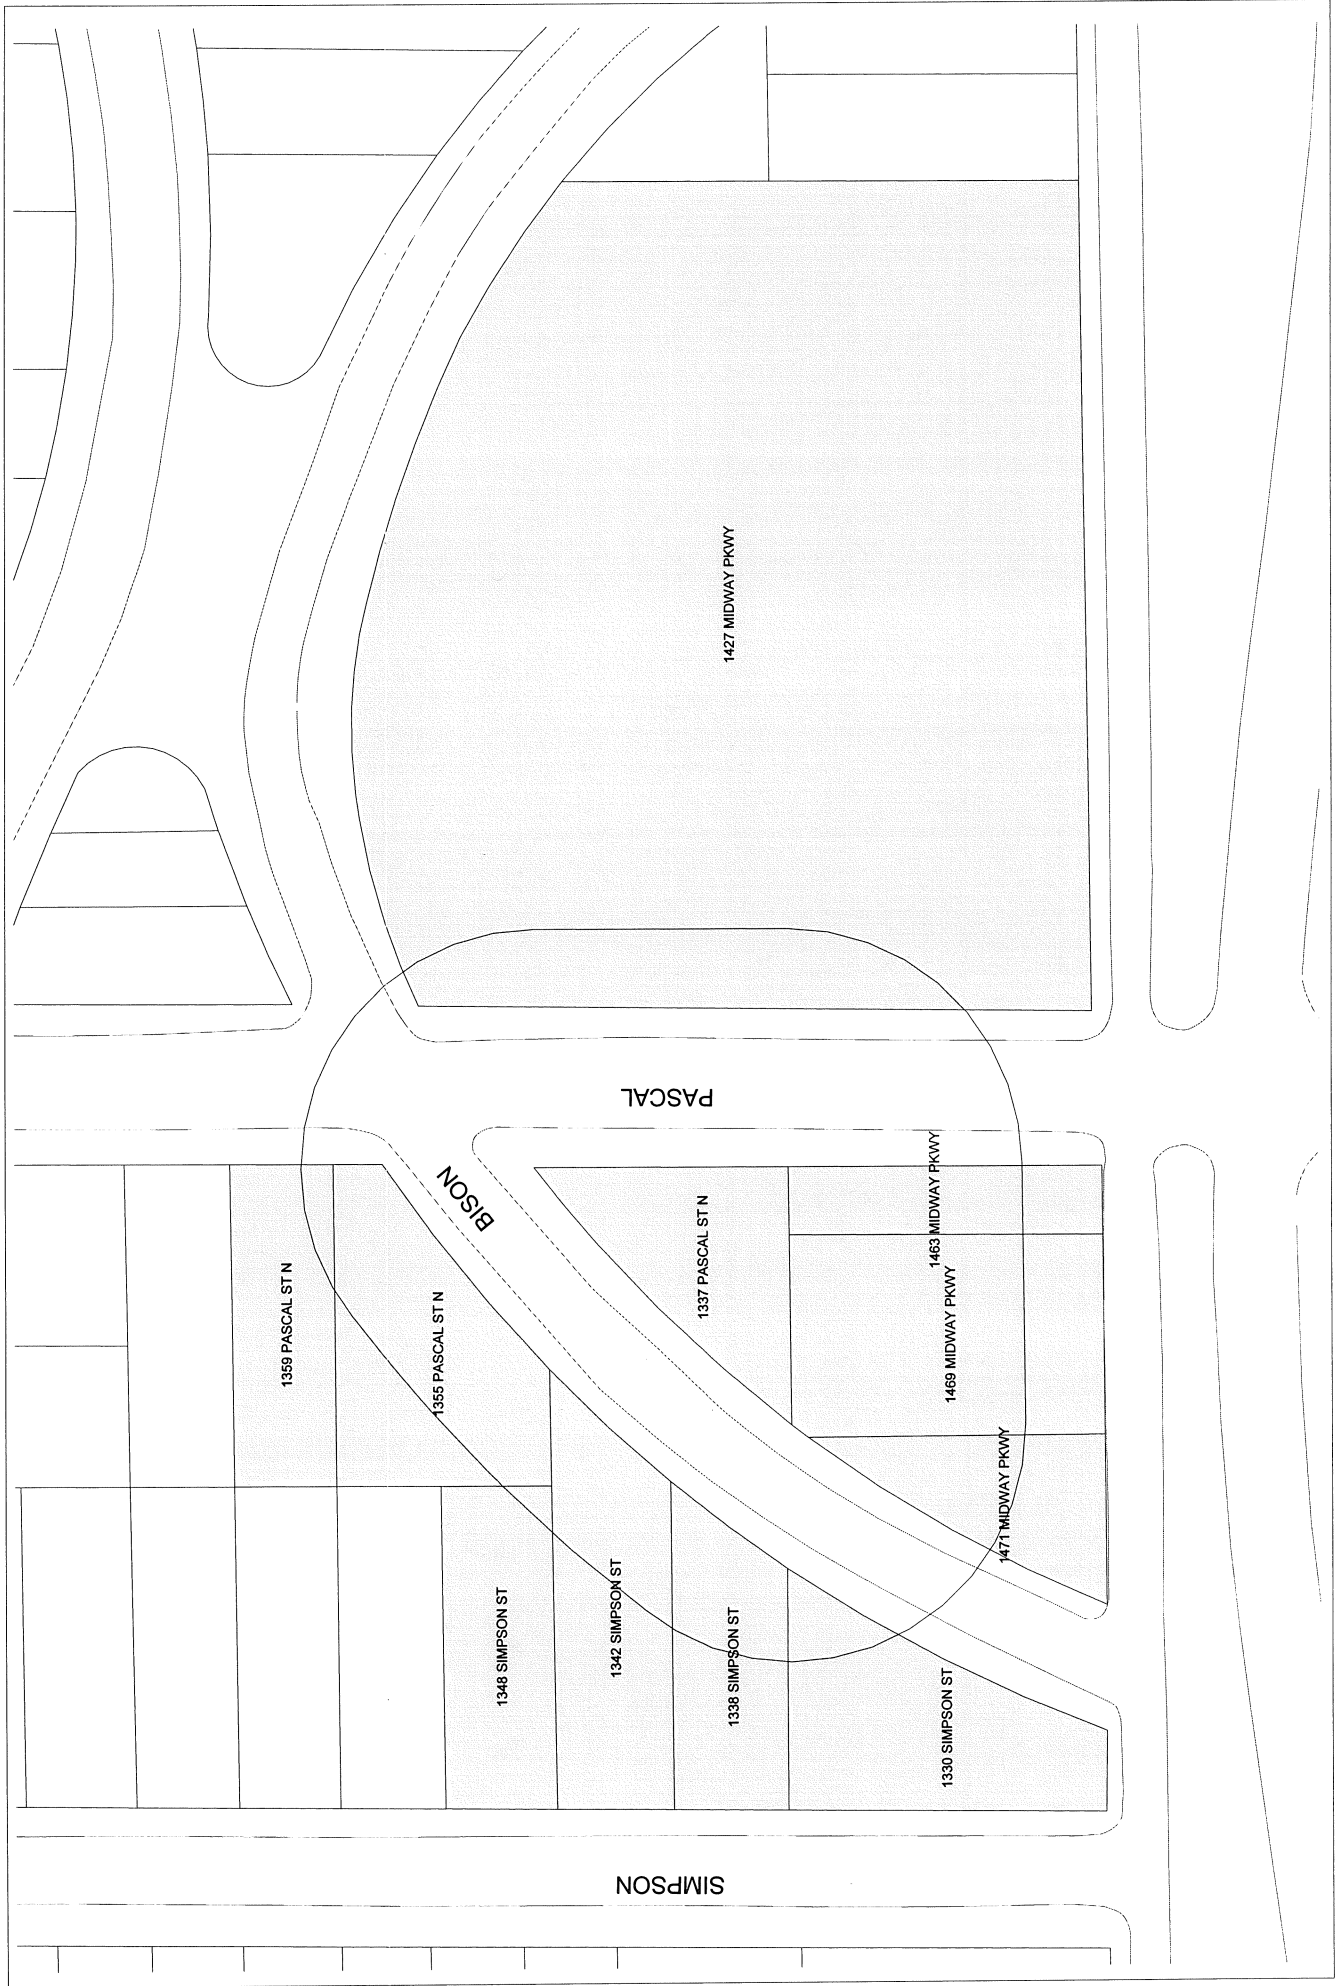 1427 MIDWAY PKWY
PASCAL
BISON
1359 PASCAL ST N
1355 PASCAL ST N
1337 PASCAL ST N
1463 MIDWAY PKWY
1469 MIDWAY PKWY
1471 MIDWAY PKWY
1348 SIMPSON ST
1342 SIMPSON ST
1338 SIMPSON ST
1330 SIMPSON ST
SIMPSON